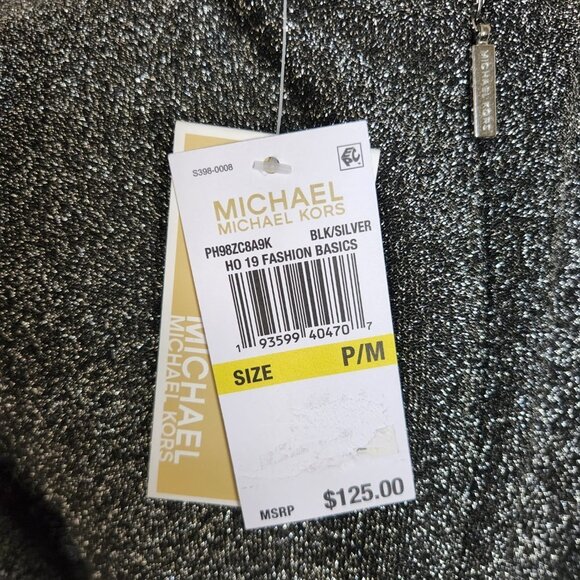 S398-0008
MICHAEL
MICHAEL KORS
PH98ZC8A9K BLK/SILVER
HO 19 FASHION BASICS
1 93599 40470 7
SIZE P/M
MSRP $125.00
MICHAEL
MICHAEL KORS
MICHAEL KORS